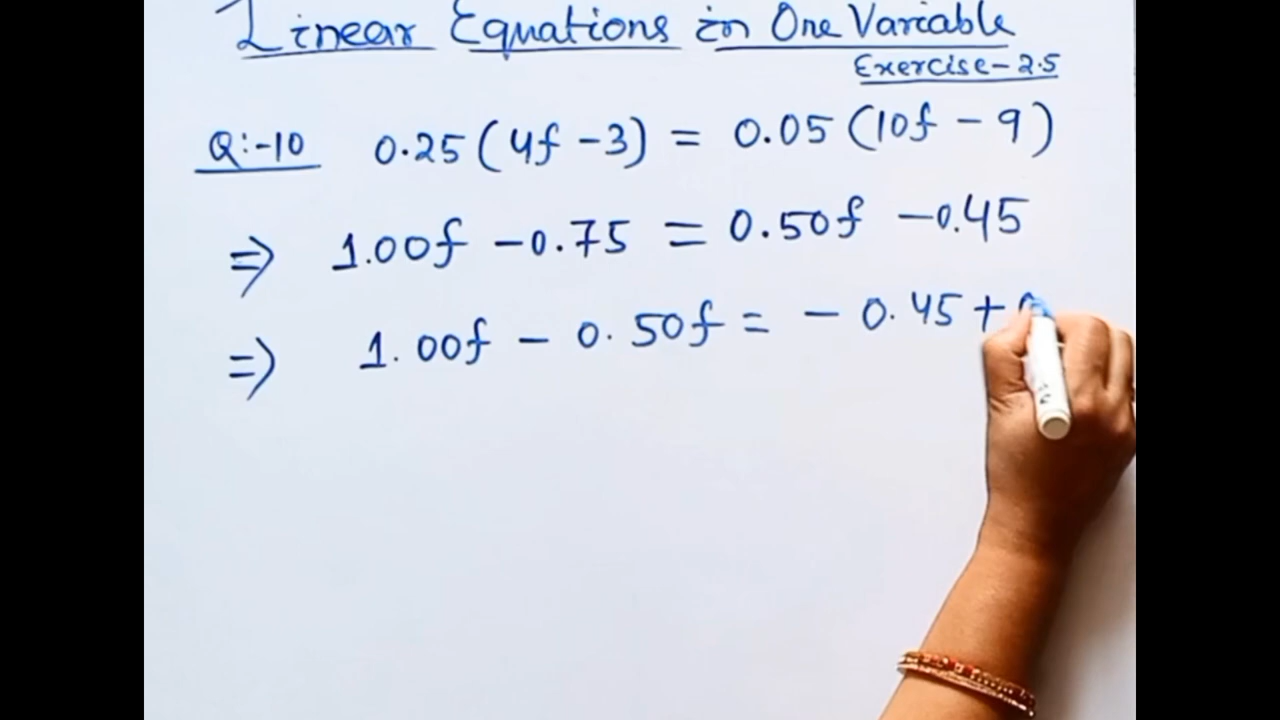 Linear Equations in One Variable
Exercise-2.5
Q:-10 0.25(4f-3) = 0.05(10f-9)
⇒ 1.00f -0.75 = 0.50f -0.45
⇒ 1.00f - 0.50f = - 0.45 +